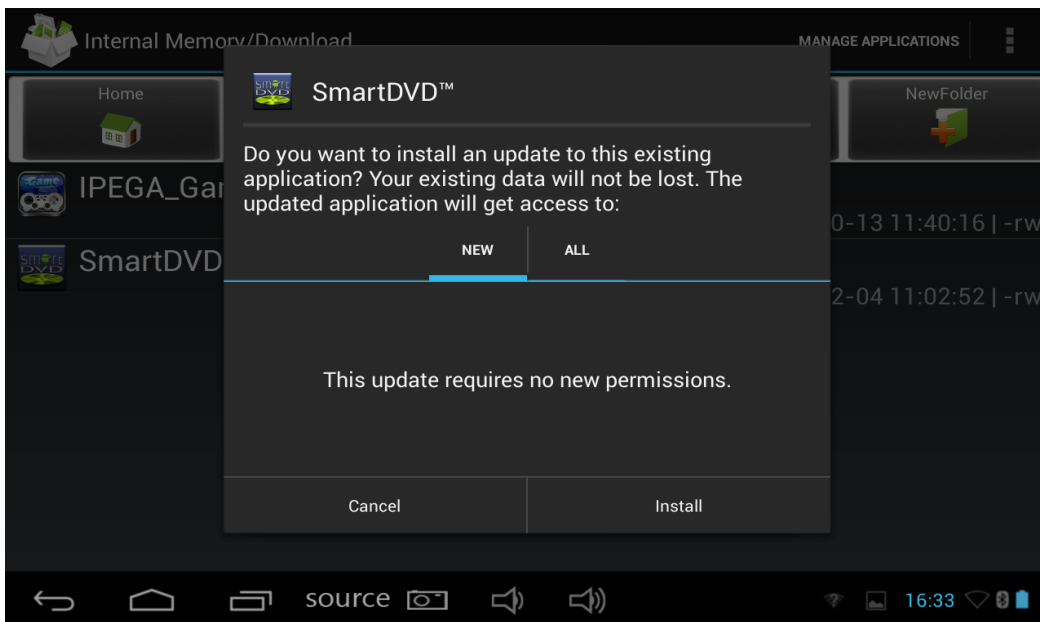 Internal Memory/Download
MANAGE APPLICATIONS
Home
NewFolder
SmartDVD™
Do you want to install an update to this existing
application? Your existing data will not be lost. The
updated application will get access to:
NEW
ALL
This update requires no new permissions.
Cancel
Install
IPEGA_Gar
0-13 11:40:16 | -rw
SmartDVD
2-04 11:02:52 | -rw
source
16:33